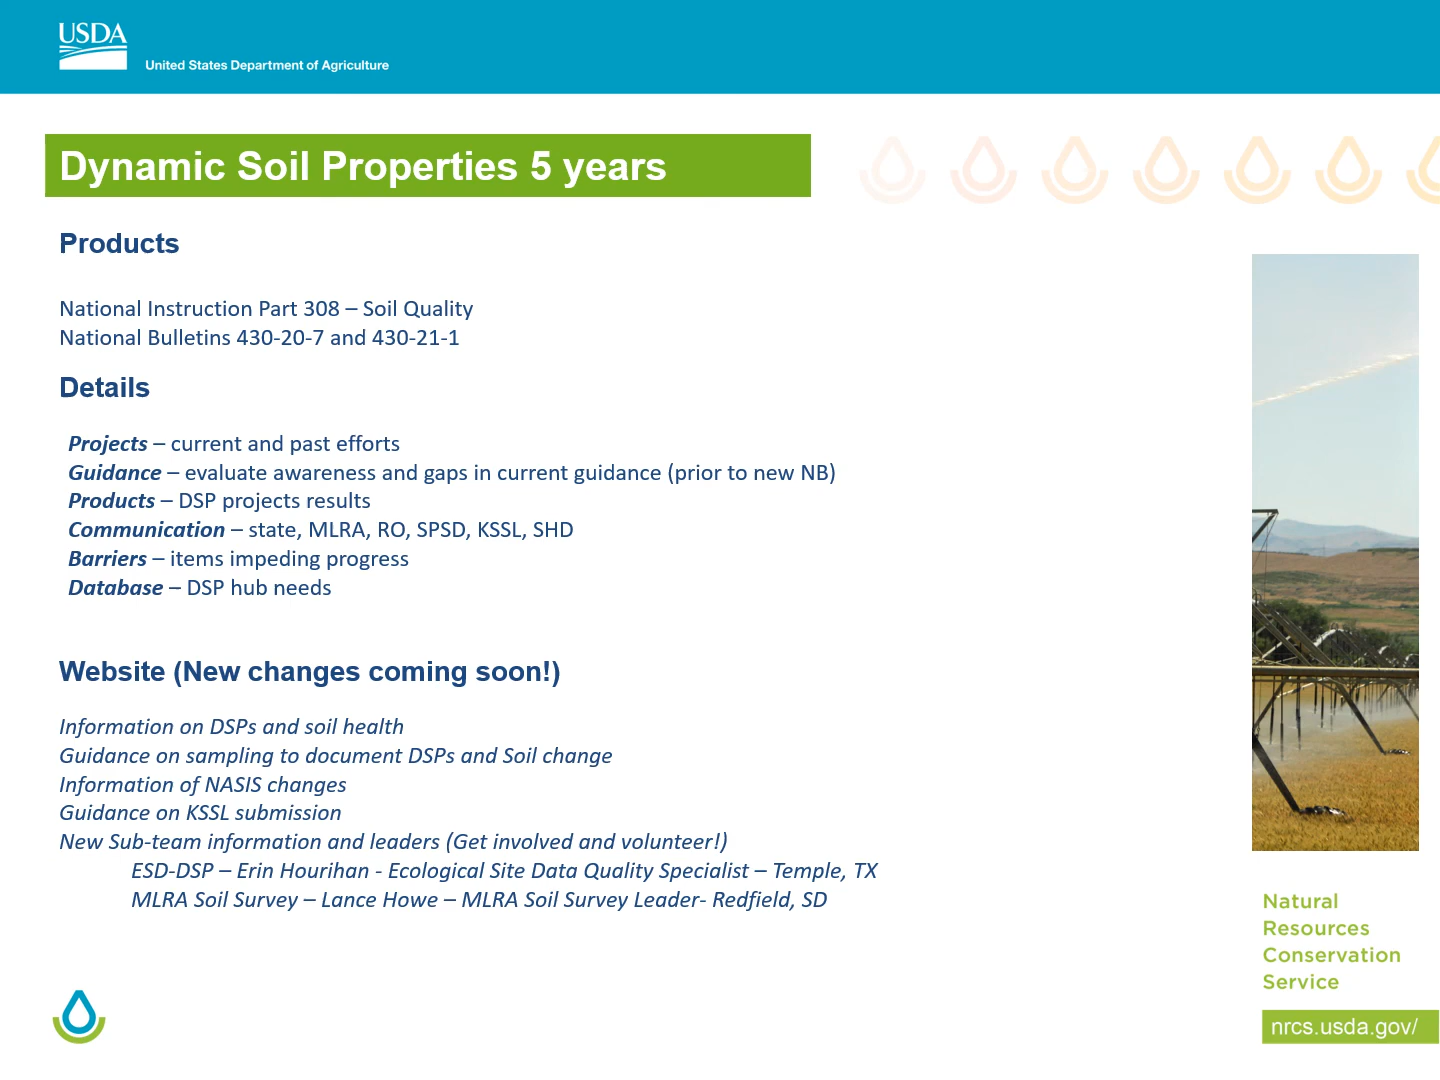 USDA
United States Department of Agriculture
Dynamic Soil Properties 5 years
Products
National Instruction Part 308 – Soil Quality
National Bulletins 430-20-7 and 430-21-1
Details
Projects – current and past efforts
Guidance – evaluate awareness and gaps in current guidance (prior to new NB)
Products – DSP projects results
Communication – state, MLRA, RO, SPSD, KSSL, SHD
Barriers – items impeding progress
Database – DSP hub needs
Website (New changes coming soon!)
Information on DSPs and soil health
Guidance on sampling to document DSPs and Soil change
Information of NASIS changes
Guidance on KSSL submission
New Sub-team information and leaders (Get involved and volunteer!)
ESD-DSP – Erin Hourihan - Ecological Site Data Quality Specialist – Temple, TX
MLRA Soil Survey – Lance Howe – MLRA Soil Survey Leader- Redfield, SD
Natural
Resources
Conservation
Service
nrcs.usda.gov/